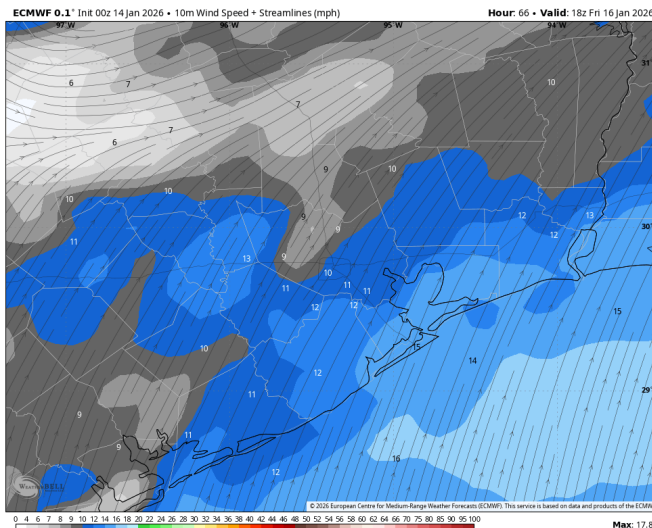 ECMWF 0.1° Init 00z 14 Jan 2026 • 10m Wind Speed + Streamlines (mph)
Hour: 66 • Valid: 18z Fri 16 Jan 2026
97°W 96°W 95°W 94°W
31°
6 7 10
7
7
6
9
10
10
10
9 12 13
9 12
30°
11
13 9
10
11 11 11
12 12
15
10
15
14
12
29°
11
9
11
9
16
12
WEATHERBELL
© 2026 European Centre for Medium-Range Weather Forecasts (ECMWF). This service is based on data and products of the ECMW
0 4 6 7 8 9 10 12 14 16 18 20 22 24 26 28 30 32 34 36 38 40 42 44 46 48 50 52 54 56 58 60 65 70 75 80 85 90 95 100
Max: 17.8